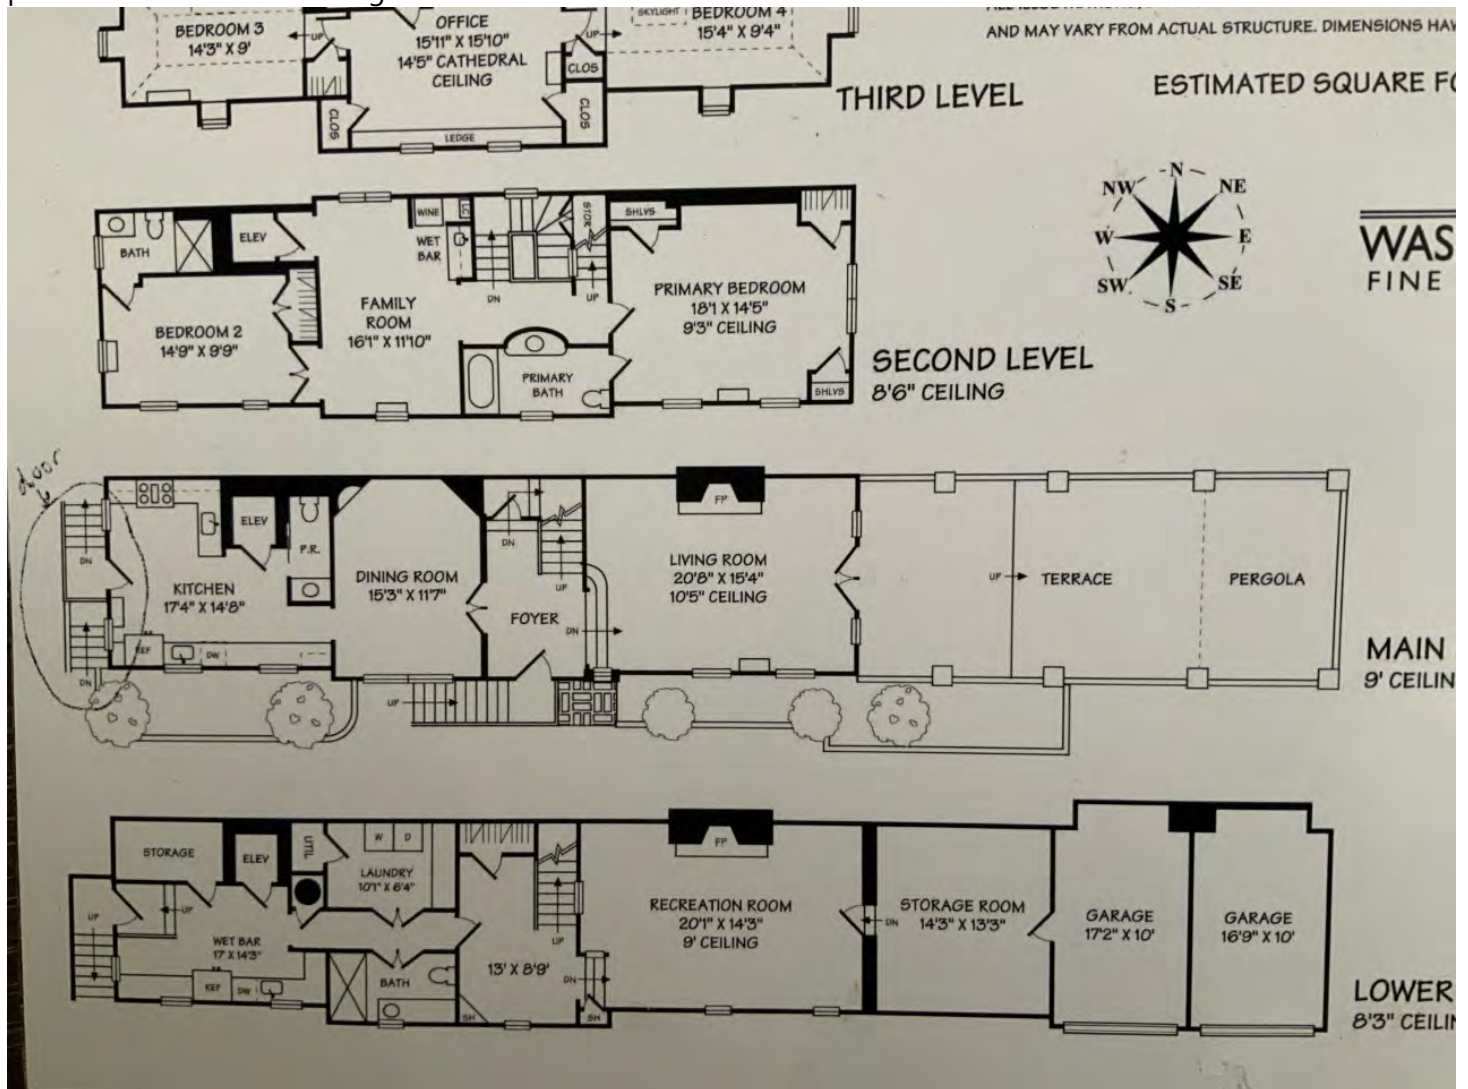 BEDROOM 3
14'3" X 9'
UP
OFFICE
15'11" X 15'10"
14'5" CATHEDRAL
CEILING
UP
SKYLIGHT
BEDROOM 4
15'4" X 9'4"
CLOS
CLOS
CLOS
LEDGE
AND MAY VARY FROM ACTUAL STRUCTURE. DIMENSIONS HAV
THIRD LEVEL
ESTIMATED SQUARE FO
N
NW
NE
W
E
SW
SE
S
WAS
FINE
BATH
ELEV
WINE
LC
WET
BAR
STOR
SHLVS
DN
UP
BEDROOM 2
14'9" X 9'9"
FAMILY
ROOM
16'1" X 11'10"
PRIMARY BEDROOM
18'1 X 14'5"
9'3" CEILING
PRIMARY
BATH
SHLVS
SECOND LEVEL
8'6" CEILING
door
DN
ELEV
P.R.
KITCHEN
17'4" X 14'8"
REF
DW
DN
DINING ROOM
15'3" X 11'7"
DN
UP
FOYER
DN
UP
FP
LIVING ROOM
20'8" X 15'4"
10'5" CEILING
UP
TERRACE
PERGOLA
MAIN
9' CEILIN
STORAGE
ELEV
UTIL
W
D
LAUNDRY
10'1" X 6'4"
UP
UP
WET BAR
17' X 14'3"
REF
DW
BATH
UP
13' X 8'9"
DN
SH
SH
FP
RECREATION ROOM
20'1" X 14'3"
9' CEILING
DN
STORAGE ROOM
14'3" X 13'3"
GARAGE
17'2" X 10'
GARAGE
16'9" X 10'
LOWER
8'3" CEILIN